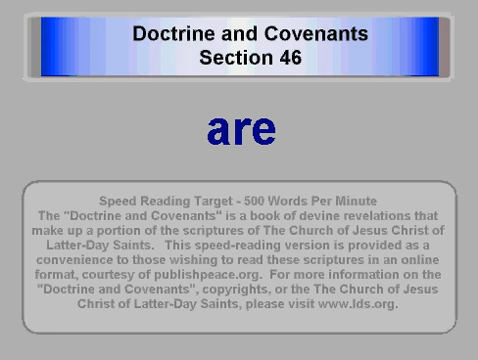 Doctrine and Covenants
Section 46
are
Speed Reading Target - 500 Words Per Minute
The "Doctrine and Covenants" is a book of devine revelations that
make up a portion of the scriptures of The Church of Jesus Christ of
Latter-Day Saints. This speed-reading version is provided as a
convenience to those wishing to read these scriptures in an online
format, courtesy of publishpeace.org. For more information on the
"Doctrine and Covenants", copyrights, or the The Church of Jesus
Christ of Latter-Day Saints, please visit www.lds.org.